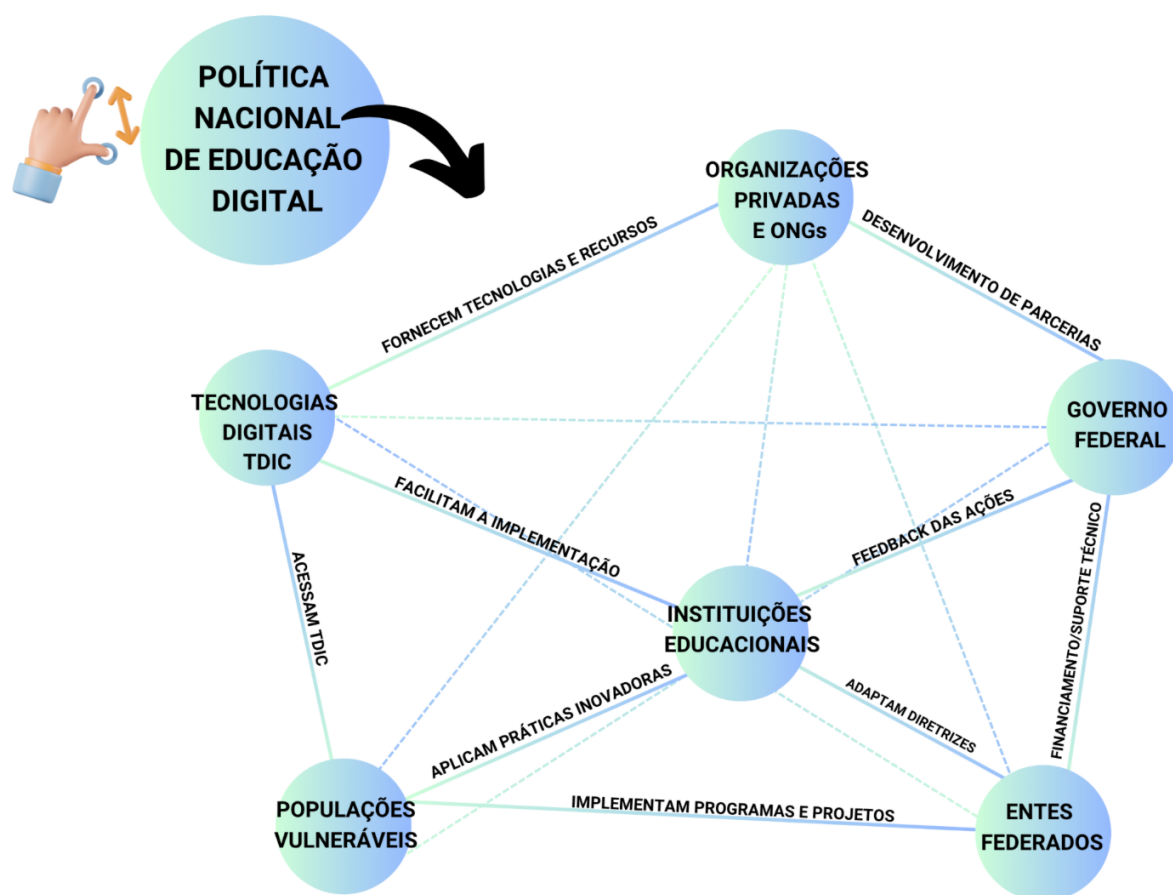 POLÍTICA
NACIONAL
DE EDUCAÇÃO
DIGITAL
ORGANIZAÇÕES
PRIVADAS
E ONGs
FORNECEM TECNOLOGIAS E RECURSOS
DESENVOLVIMENTO DE PARCERIAS
TECNOLOGIAS
DIGITAIS
TDIC
GOVERNO
FEDERAL
FACILITAM A IMPLEMENTAÇÃO
FEEDBACK DAS AÇÕES
ACESSAM TDIC
FINANCIAMENTO/SUPORTE TÉCNICO
INSTITUIÇÕES
EDUCACIONAIS
APLICAM PRÁTICAS INOVADORAS
ADAPTAM DIRETRIZES
POPULAÇÕES
VULNERÁVEIS
IMPLEMENTAM PROGRAMAS E PROJETOS
ENTES
FEDERADOS